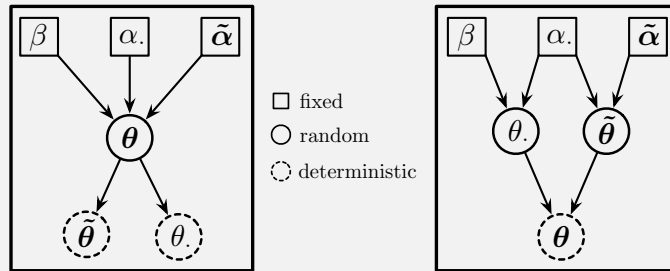 β α. α̃ β α. α̃
fixed
θ random θ. θ̃
deterministic
θ̃ θ. θ